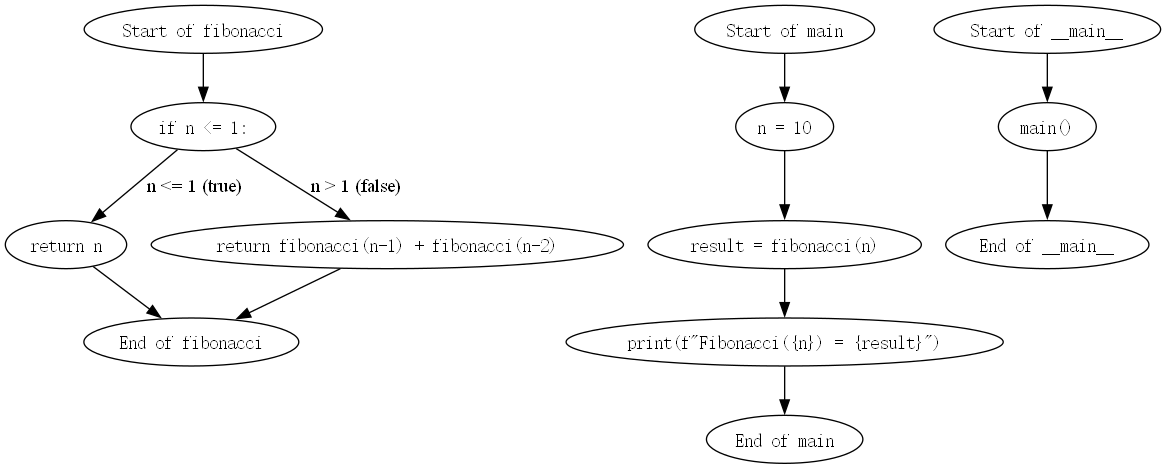 Start of fibonacci
if n <= 1:
n <= 1 (true)
n > 1 (false)
return n
return fibonacci(n-1) + fibonacci(n-2)
End of fibonacci
Start of main
n = 10
result = fibonacci(n)
print(f"Fibonacci({n}) = {result}")
End of main
Start of __main__
main()
End of __main__